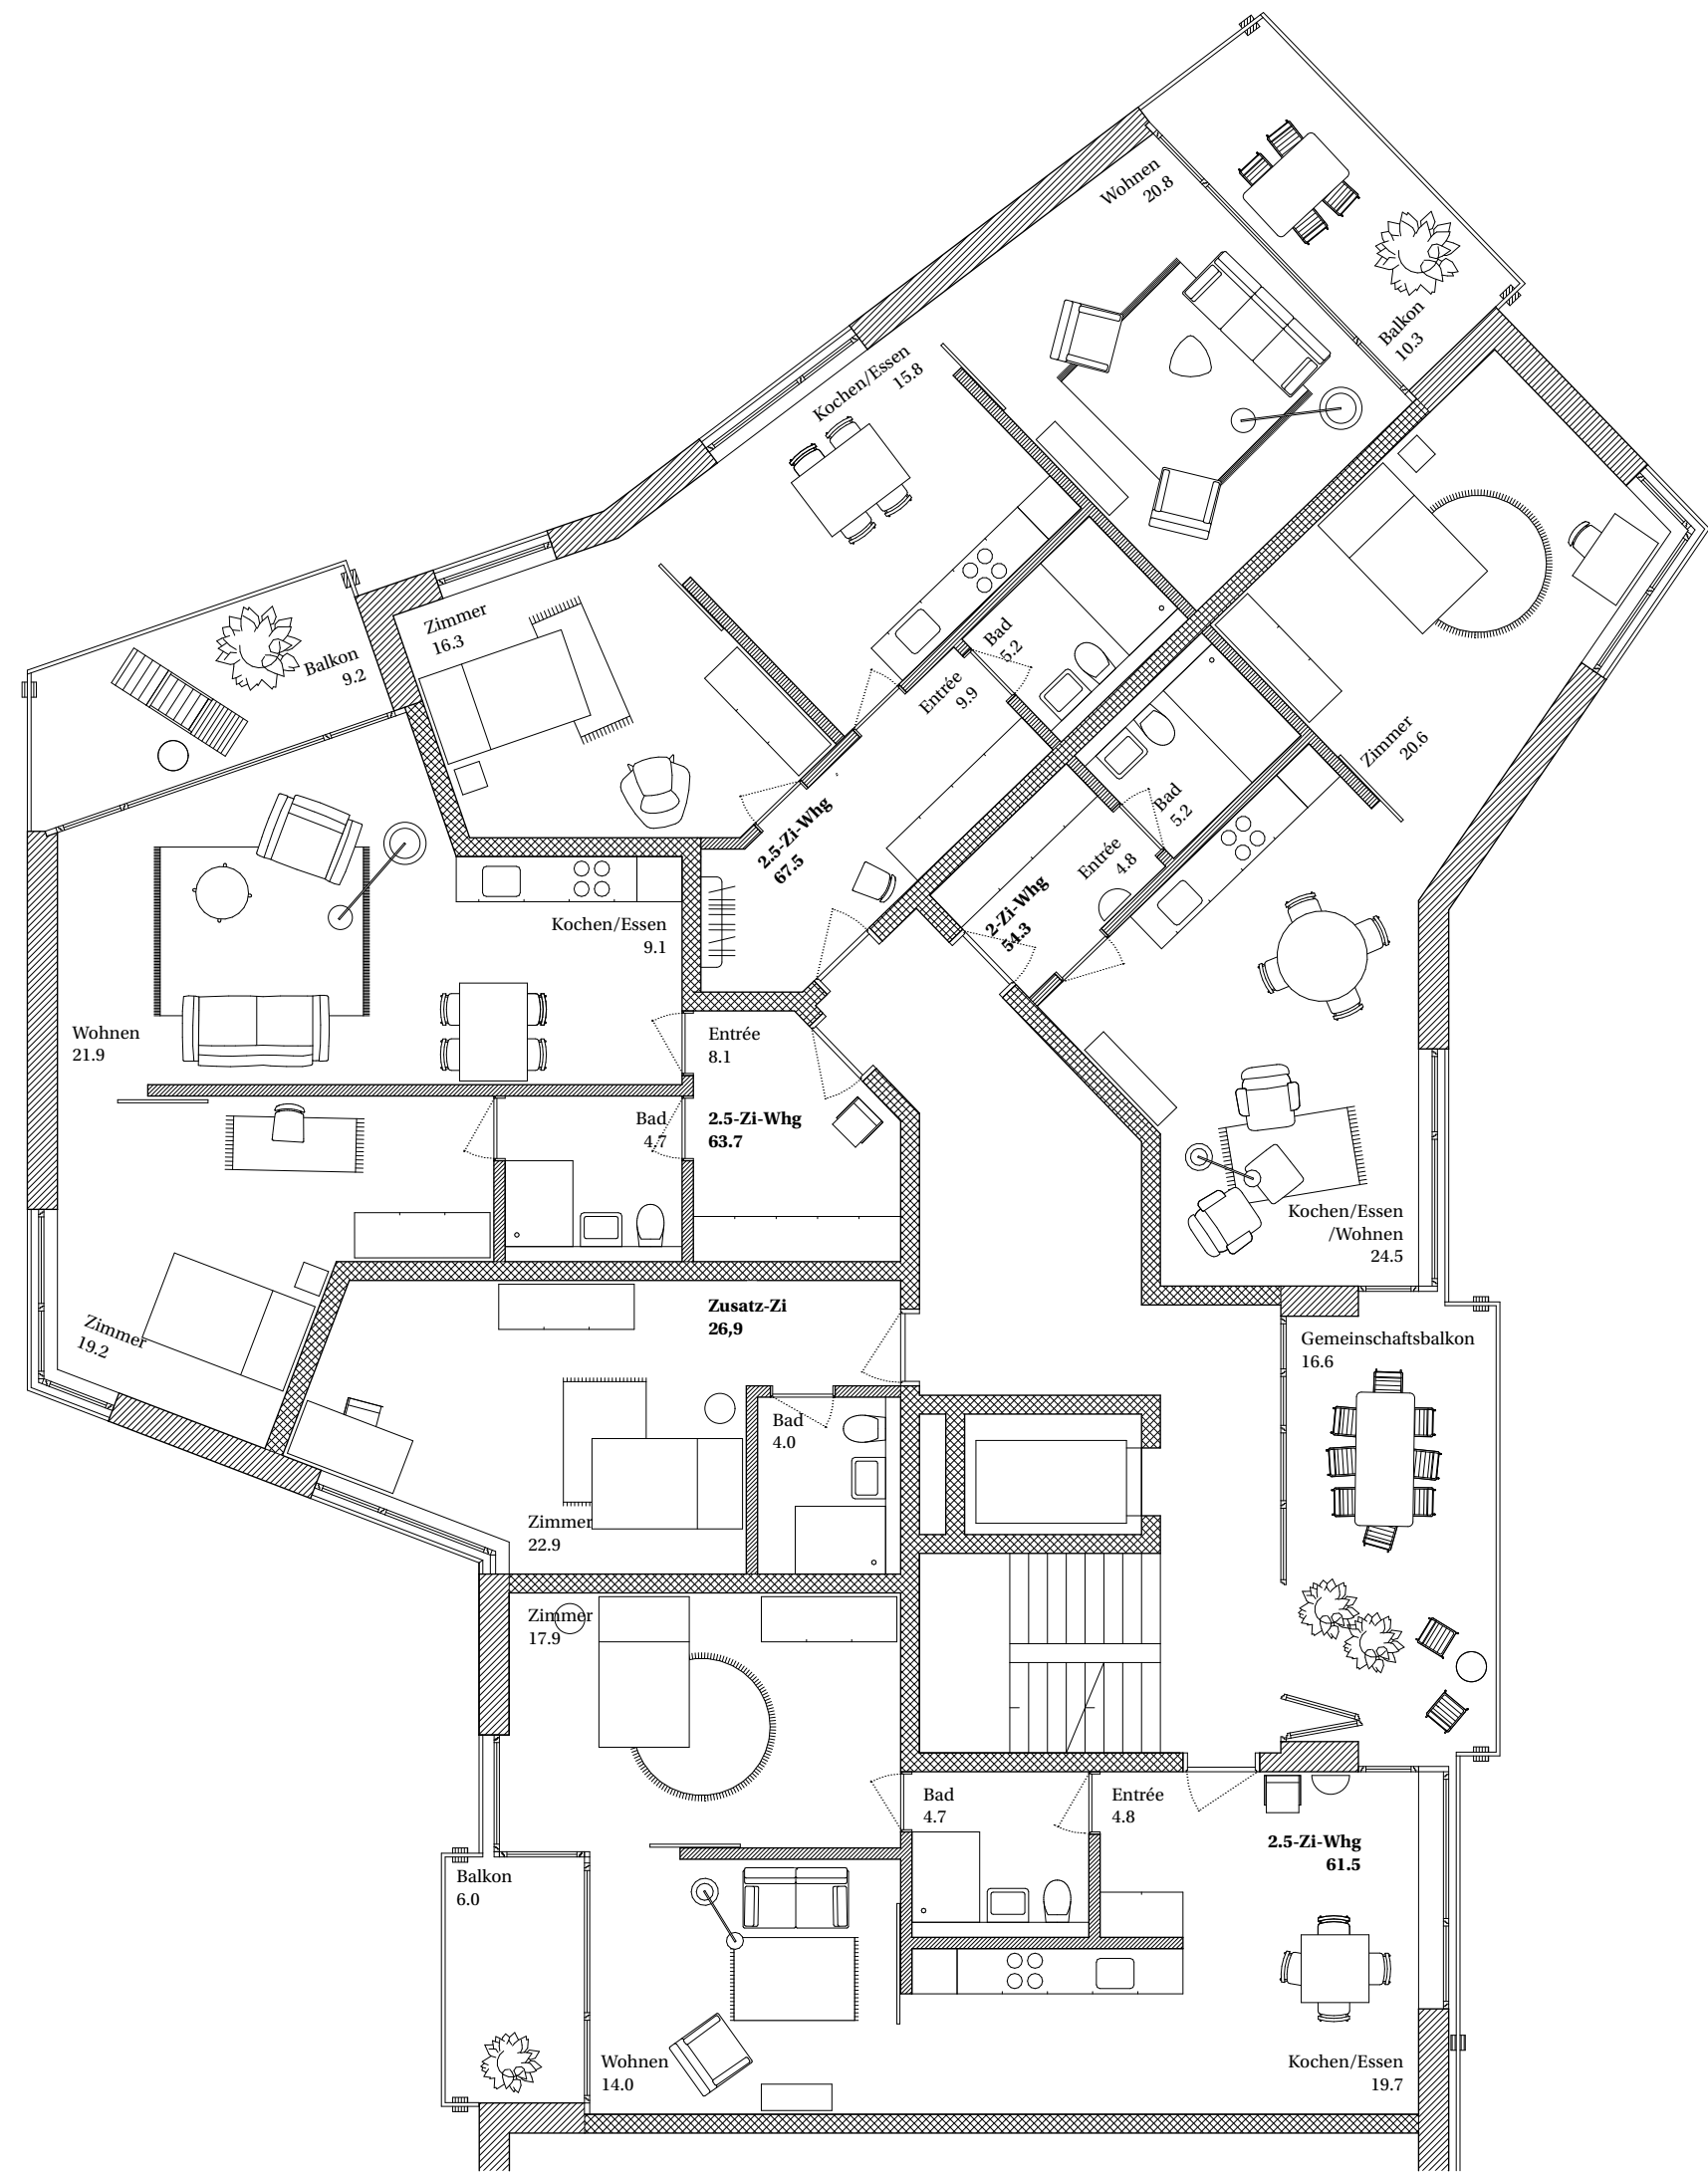 Wohnen
20.8
Balkon
10.3
Kochen/Essen
15.8
Zimmer
16.3
Balkon
9.2
Bad
5.2
Entrée
9.9
2.5-Zi-Whg
67.5
Zimmer
20.6
Bad
5.2
Entrée
4.8
2-Zi-Whg
54.3
Kochen/Essen
9.1
Wohnen
21.9
Entrée
8.1
Bad
4.7
2.5-Zi-Whg
63.7
Kochen/Essen
/Wohnen
24.5
Zimmer
19.2
Zusatz-Zi
26,9
Gemeinschaftsbalkon
16.6
Bad
4.0
Zimmer
22.9
Zimmer
17.9
Bad
4.7
Entrée
4.8
2.5-Zi-Whg
61.5
Balkon
6.0
Wohnen
14.0
Kochen/Essen
19.7